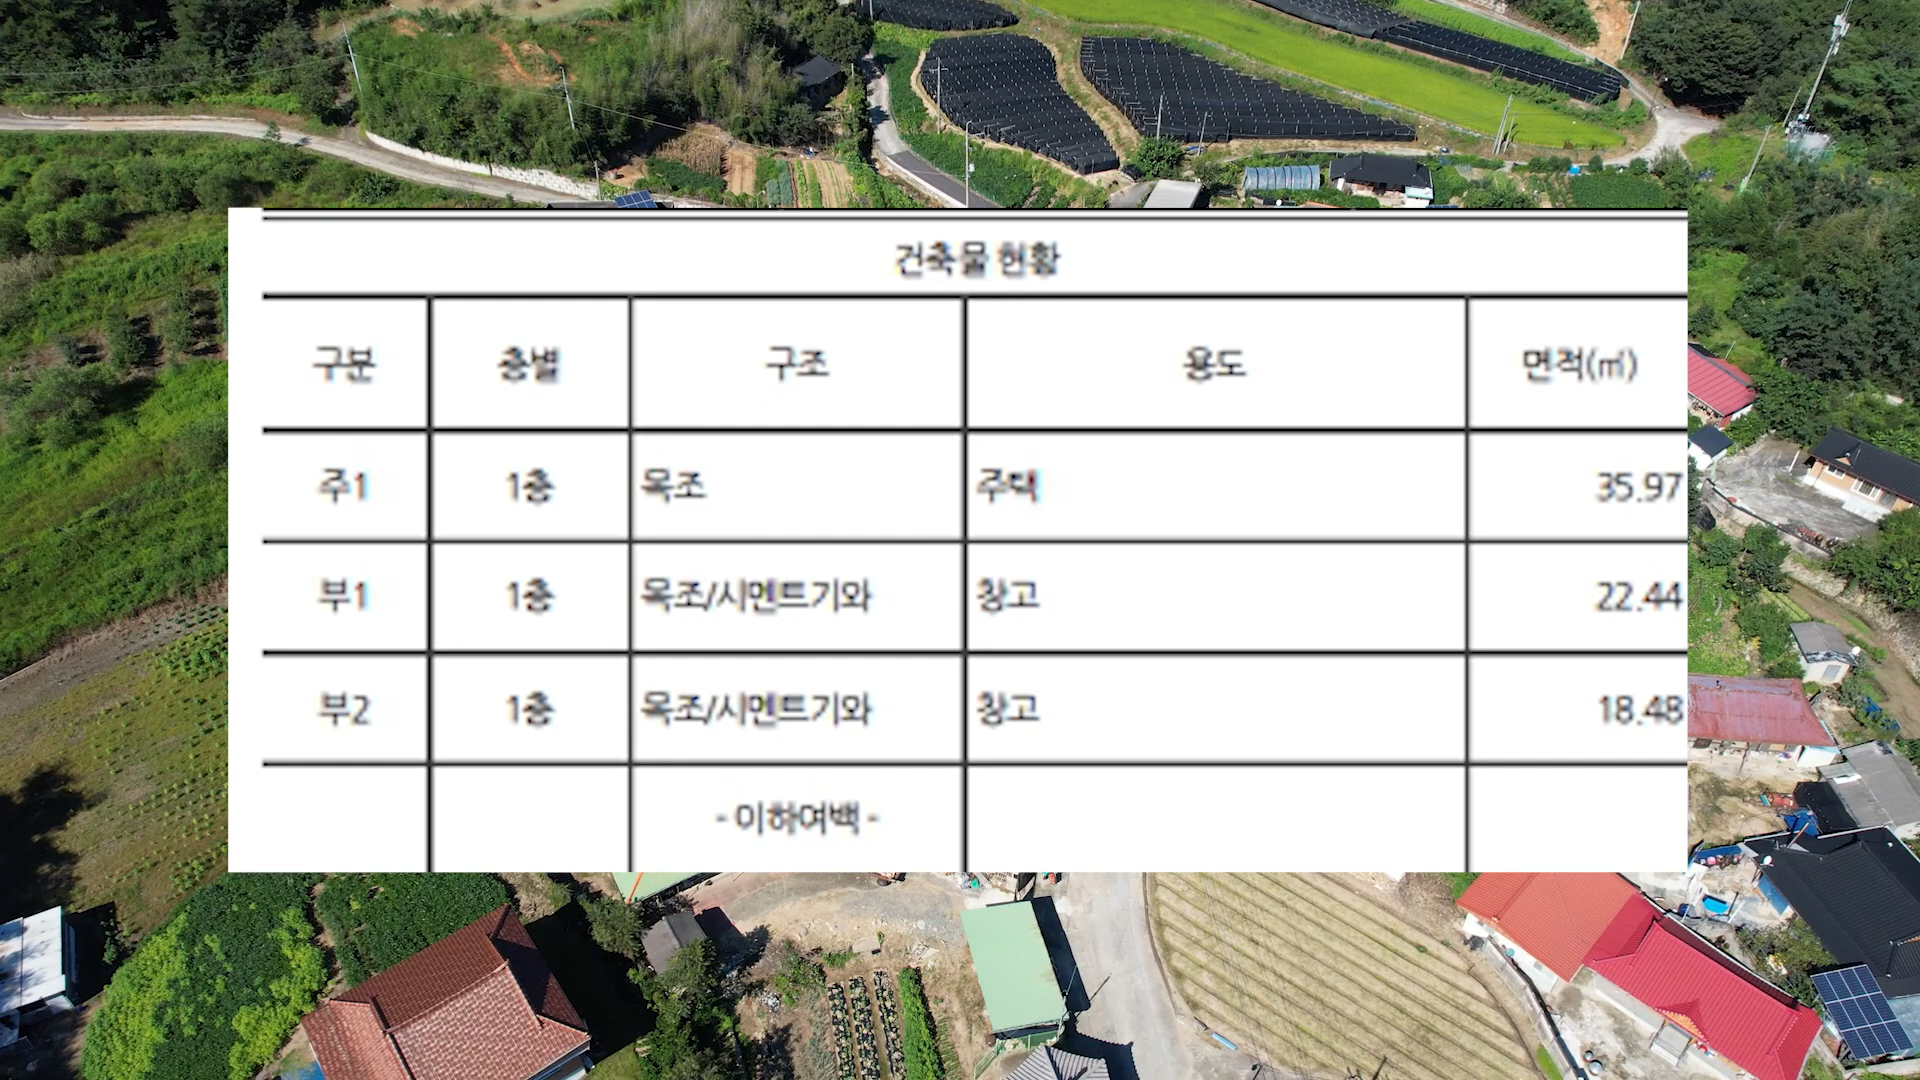 건축물 현황
구분 층별 구조 용도 면적(㎡)
주1 1층 목조 주택 35.97
부1 1층 목조/시멘트기와 창고 22.44
부2 1층 목조/시멘트기와 창고 18.48
- 이하여백 -